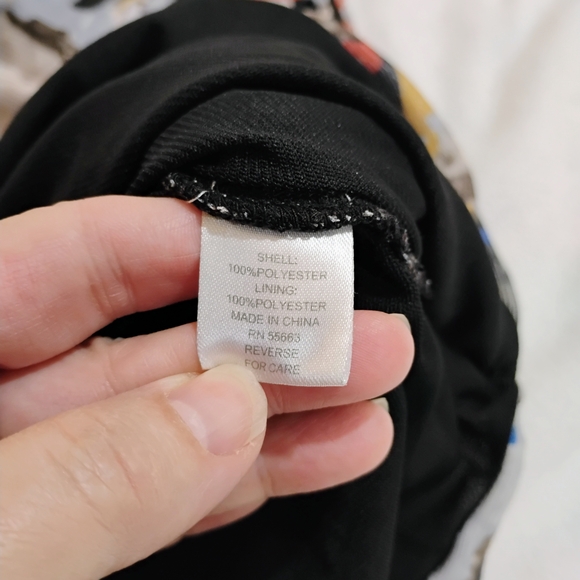 SHELL:
100%POLYESTER
LINING:
100%POLYESTER
MADE IN CHINA
RN 55663
REVERSE
FOR CARE